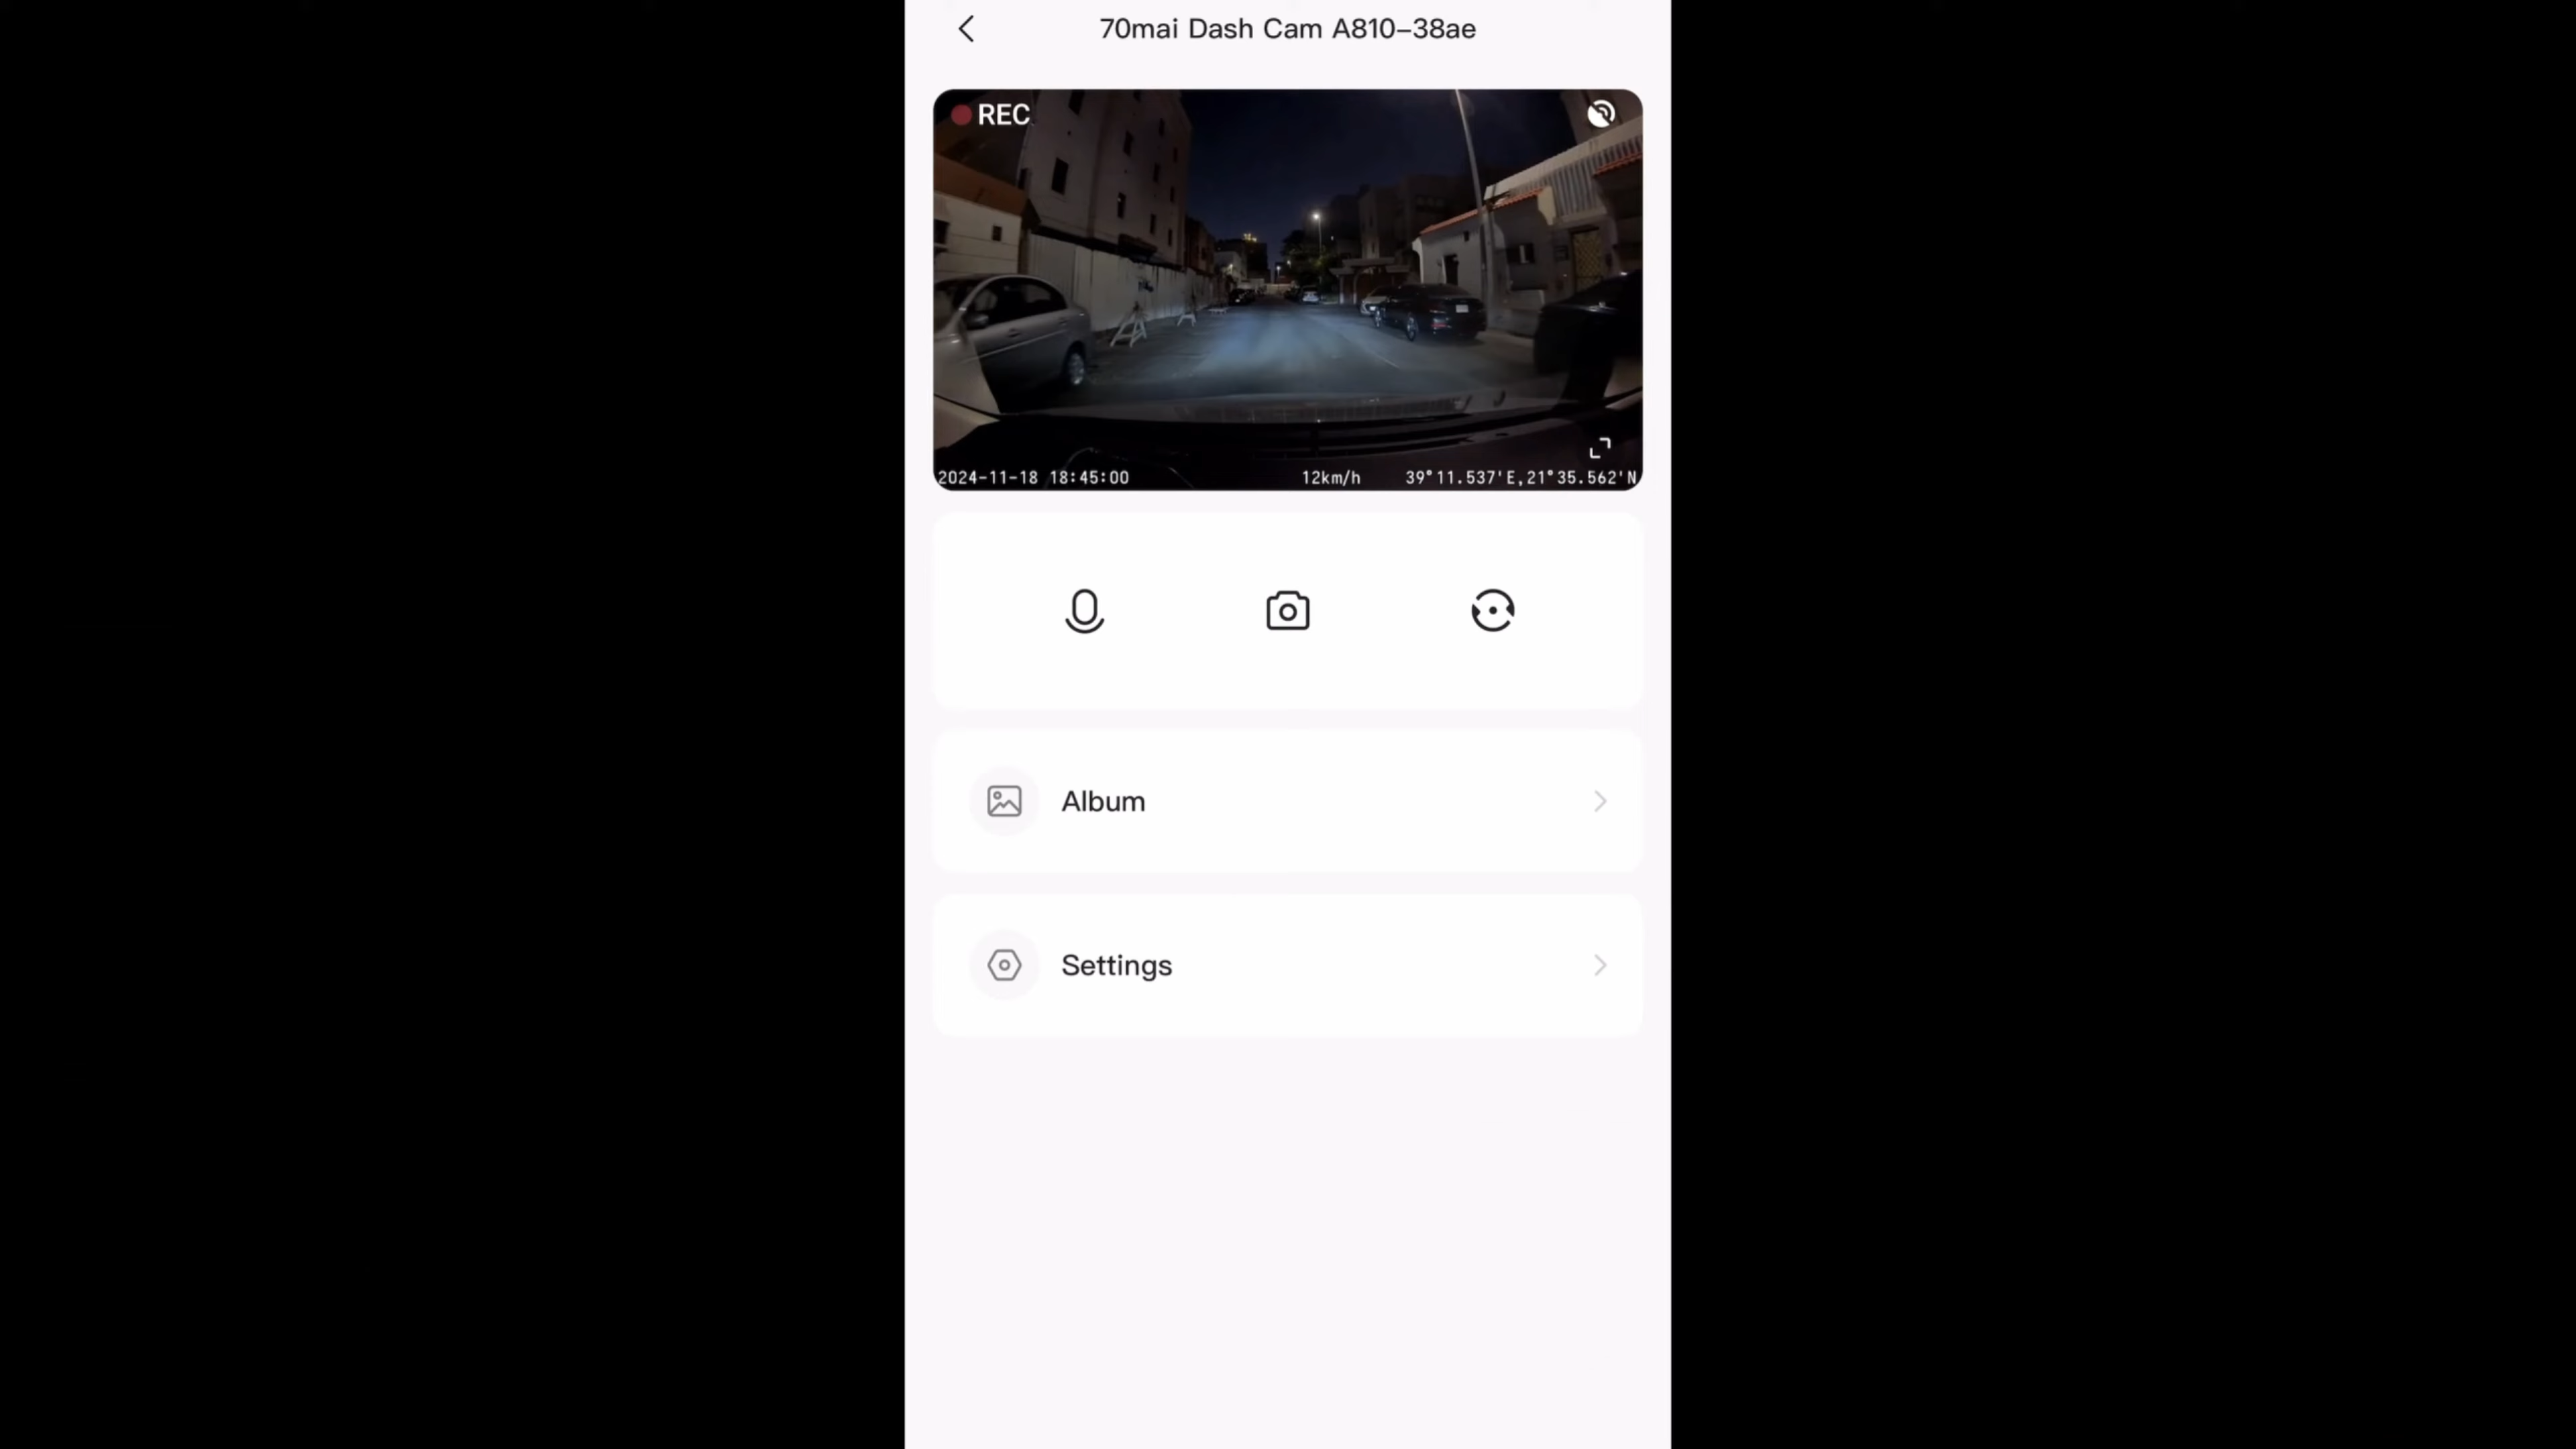 70mai Dash Cam A810-38ae
REC
2024-11-18 18:45:00 12km/h 39°11.537'E,21°35.562'N
Album
Settings